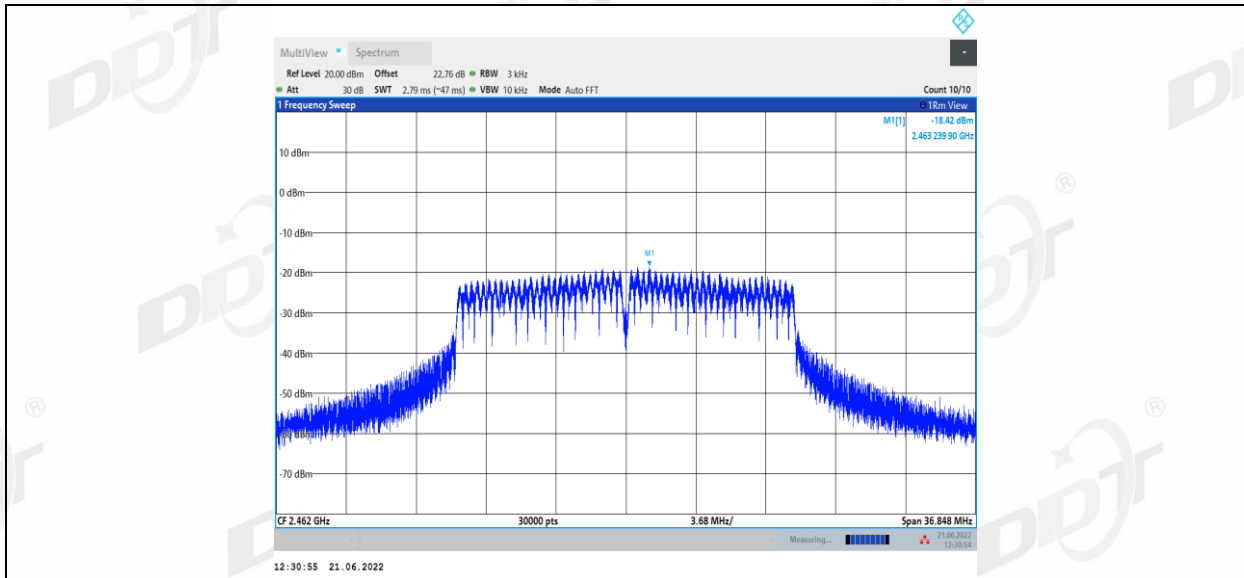 MultiView Spectrum
Ref Level 20.00 dBm Offset 22.76 dB RBW 3 kHz
Att 30 dB SWT 2.79 ms (~47 ms) VBW 10 kHz Mode Auto FFT Count 10/10
1 Frequency Sweep 1Rm View
M1[1] -18.42 dBm
2.463 239 90 GHz
10 dBm
0 dBm
-10 dBm
M1
-20 dBm
-30 dBm
-40 dBm
-50 dBm
-60 dBm
-70 dBm
CF 2.462 GHz 30000 pts 3.68 MHz/ Span 36.848 MHz
Measuring... 21.06.2022
12:30:54
12:30:55 21.06.2022
DDT
®